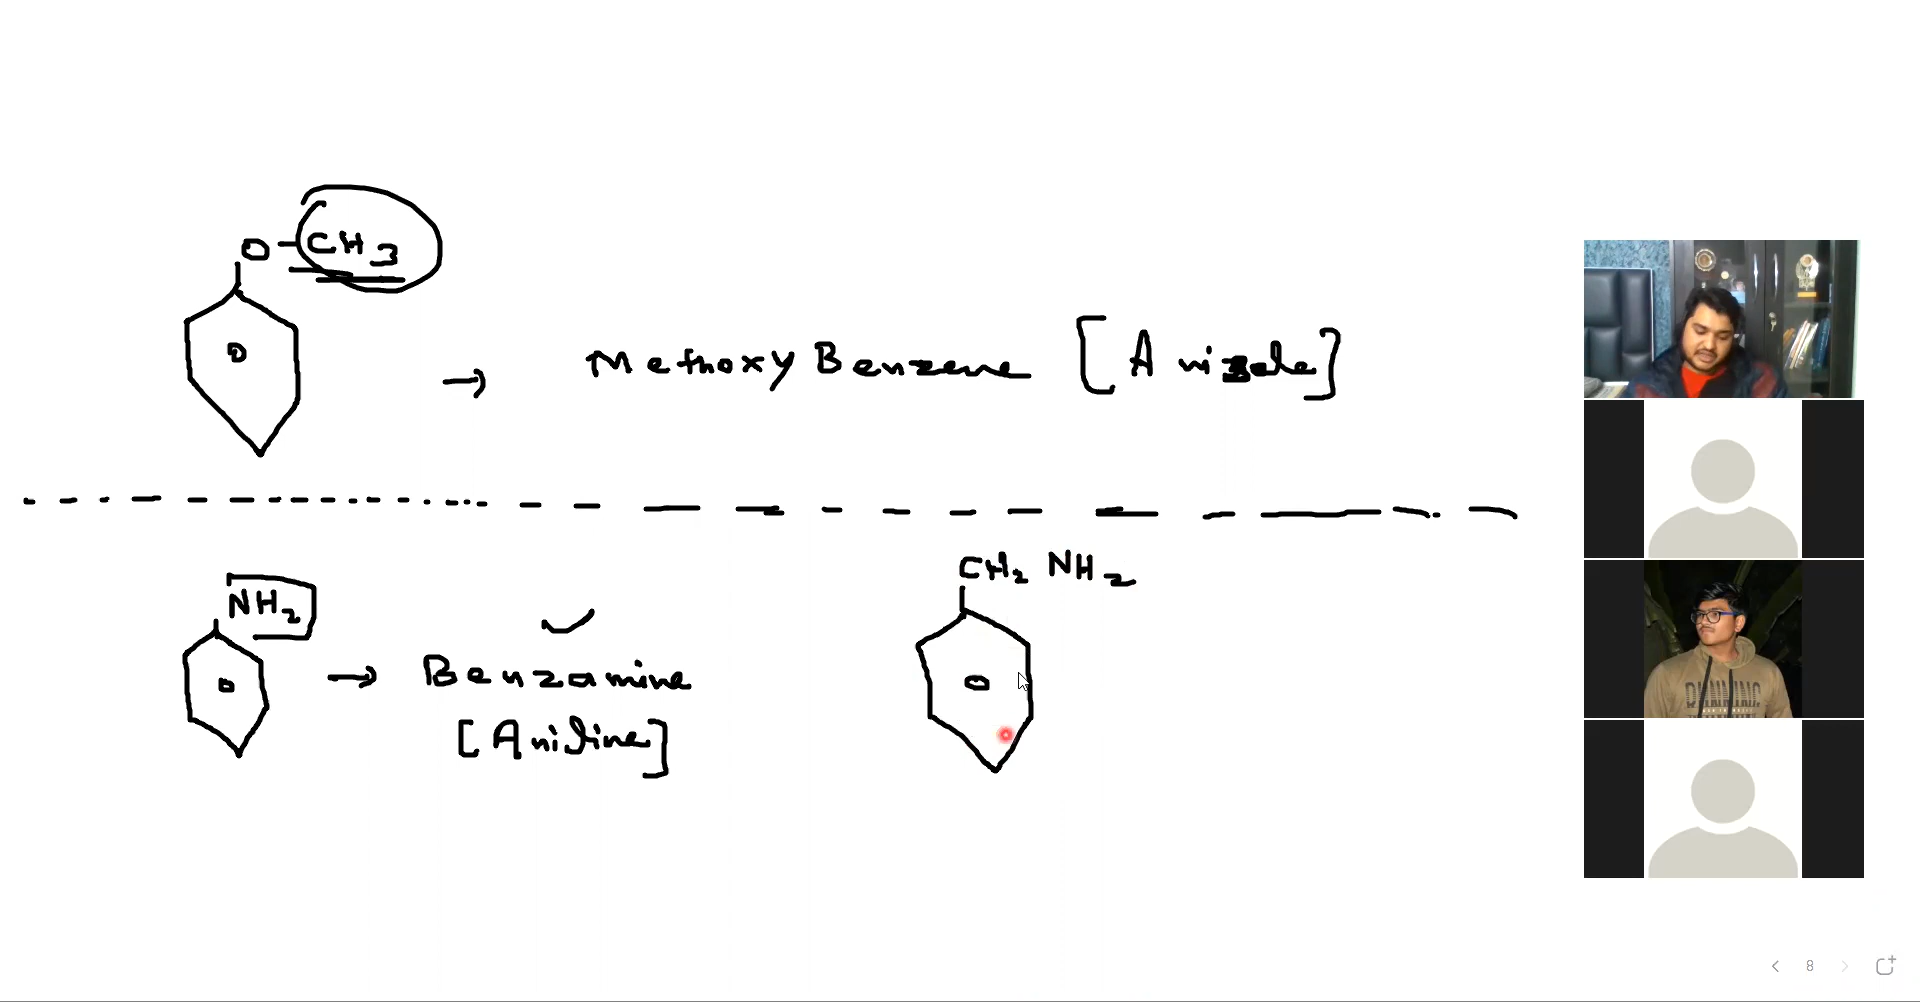 O-CH3
Methoxy Benzene [Anisole]
NH2
Benzamine
[Aniline]
CH2 NH2
8